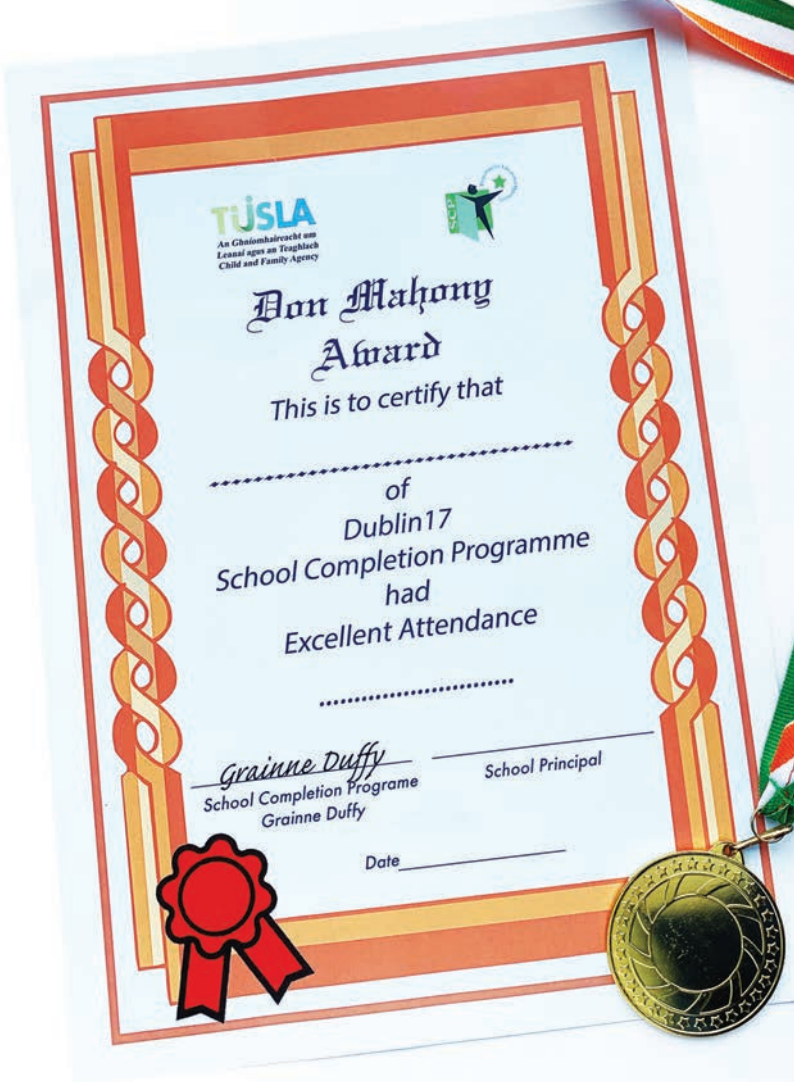 TUSLA
An Ghníomhaireacht um
Leanaí agus an Teaghlach
Child and Family Agency
SCP
Don Mahony
Award
This is to certify that
of
Dublin17
School Completion Programme
had
Excellent Attendance
Grainne Duffy
School Completion Programe
Grainne Duffy
School Principal
Date